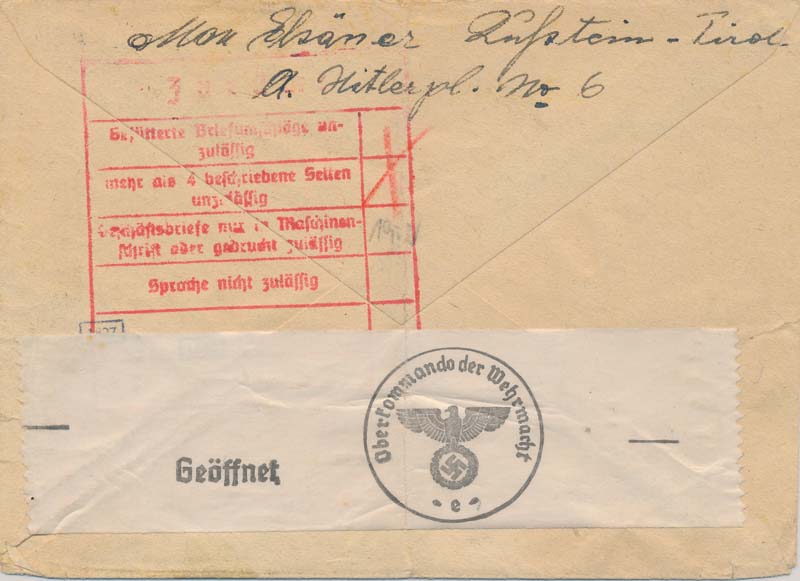 Max Elsäner Kufstein-Tirol
A. Hitlerpl. No 6
Gefütterte Briefumschläge un-
zulässig
mehr als 4 beschriebene Seiten
unzulässig
Geschäftsbriefe nur in Maschinen-
schrift oder gedruckt zulässig
Sprache nicht zulässig
Geöffnet
Oberkommando der Wehrmacht
e